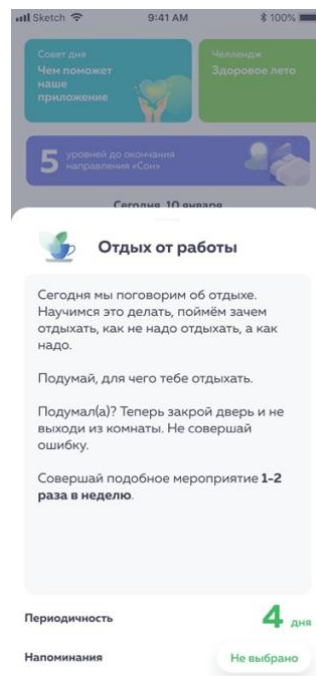 Sketch 9:41 AM 100%
Совет дня
Чем поможет
наше
приложение
Челлендж
Здоровое лето
5 уровней до окончания
направления «Сон»
Сегодня, 10 января
Отдых от работы
Сегодня мы поговорим об отдыхе.
Научимся это делать, поймём зачем
отдыхать, как не надо отдыхать, а как
надо.
Подумай, для чего тебе отдыхать.
Подумал(а)? Теперь закрой дверь и не
выходи из комнаты. Не совершай
ошибку.
Совершай подобное мероприятие 1-2
раза в неделю.
Периодичность 4 дня
Напоминания Не выбрано